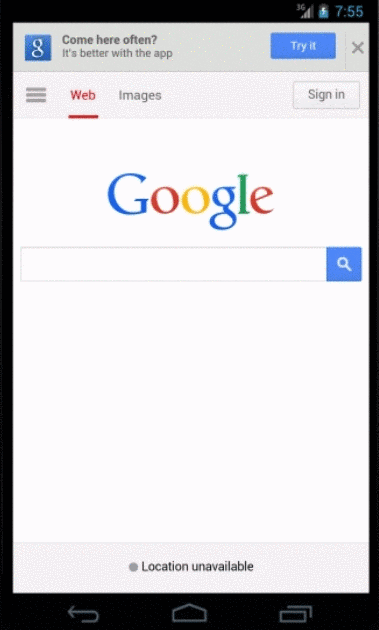 3G 7:55
g Come here often?
It's better with the app
Try it
Web Images Sign in
Google
Location unavailable